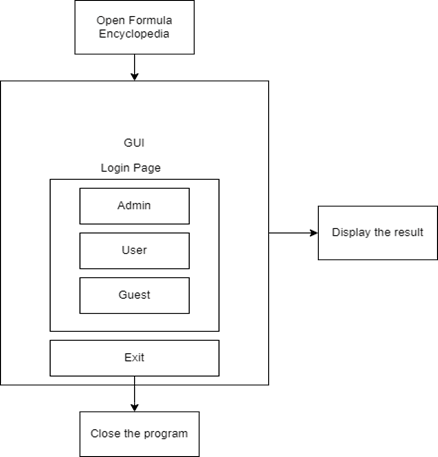 Open Formula
Encyclopedia
GUI
Login Page
Admin
User
Guest
Exit
Display the result
Close the program